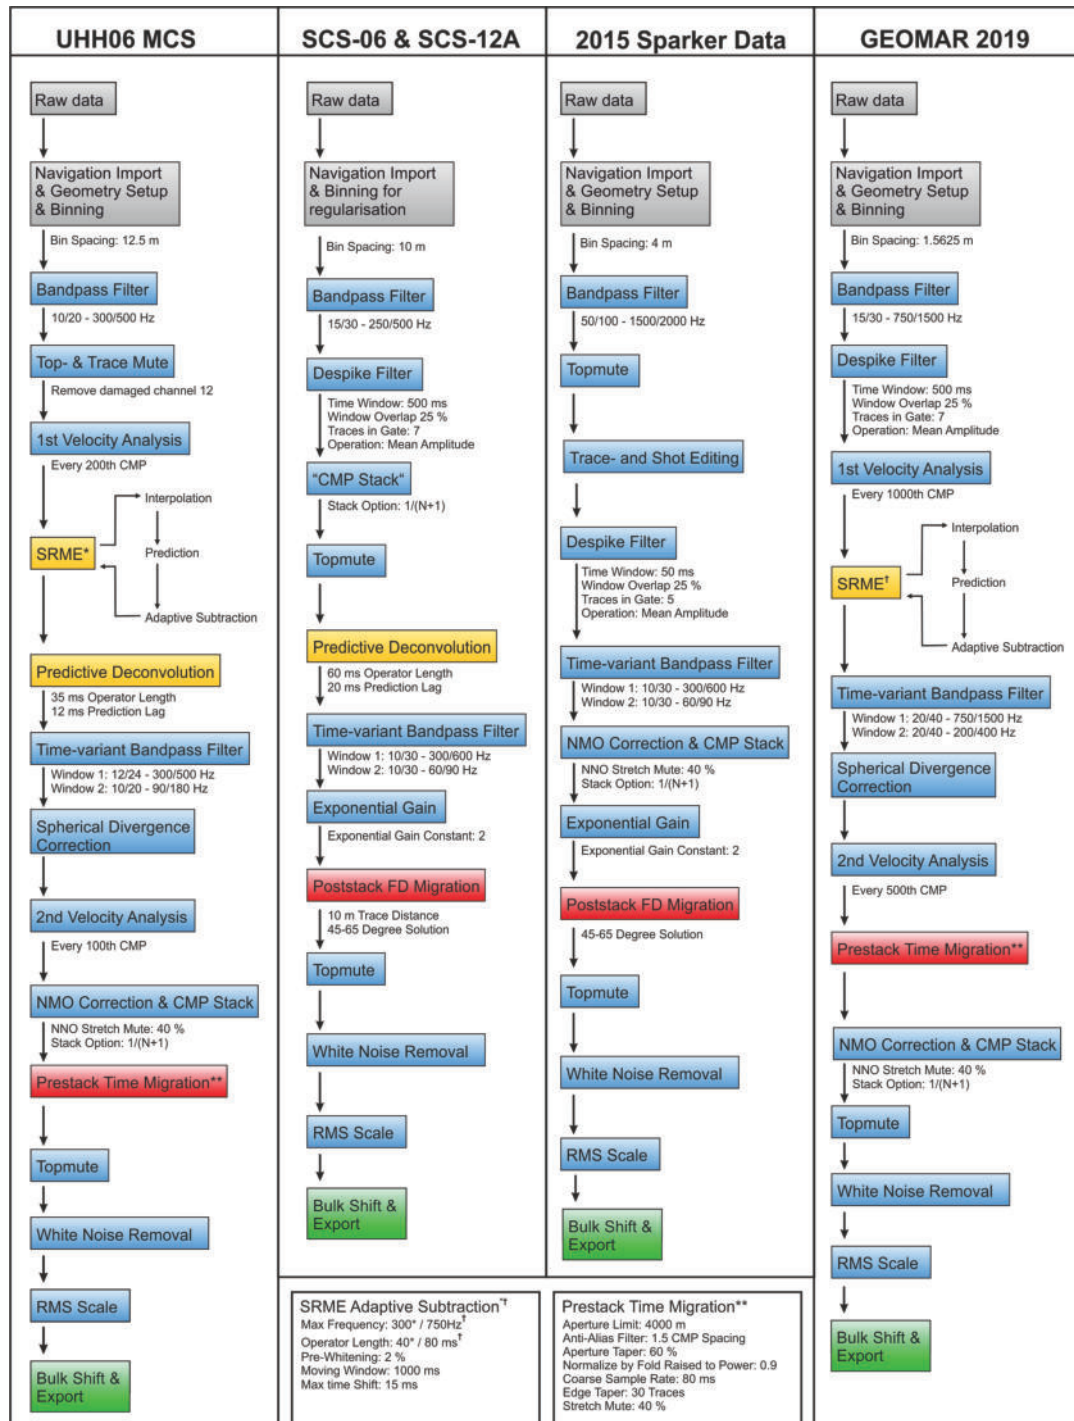 UHH06 MCS
Raw data
Navigation Import
& Geometry Setup
& Binning
Bin Spacing: 12.5 m
Bandpass Filter
10/20 - 300/500 Hz
Top- & Trace Mute
Remove damaged channel 12
1st Velocity Analysis
Every 200th CMP
Interpolation
SRME*
Prediction
Adaptive Subtraction
Predictive Deconvolution
35 ms Operator Length
12 ms Prediction Lag
Time-variant Bandpass Filter
Window 1: 12/24 - 300/500 Hz
Window 2: 10/20 - 90/180 Hz
Spherical Divergence
Correction
2nd Velocity Analysis
Every 100th CMP
NMO Correction & CMP Stack
NNO Stretch Mute: 40 %
Stack Option: 1/(N+1)
Prestack Time Migration**
Topmute
White Noise Removal
RMS Scale
Bulk Shift &
Export
SCS-06 & SCS-12A
Raw data
Navigation Import
& Binning for
regularisation
Bin Spacing: 10 m
Bandpass Filter
15/30 - 250/500 Hz
Despike Filter
Time Window: 500 ms
Window Overlap 25 %
Traces in Gate: 7
Operation: Mean Amplitude
"CMP Stack"
Stack Option: 1/(N+1)
Topmute
Predictive Deconvolution
60 ms Operator Length
20 ms Prediction Lag
Time-variant Bandpass Filter
Window 1: 10/30 - 300/600 Hz
Window 2: 10/30 - 60/90 Hz
Exponential Gain
Exponential Gain Constant: 2
Poststack FD Migration
10 m Trace Distance
45-65 Degree Solution
Topmute
White Noise Removal
RMS Scale
Bulk Shift &
Export
2015 Sparker Data
Raw data
Navigation Import
& Geometry Setup
& Binning
Bin Spacing: 4 m
Bandpass Filter
50/100 - 1500/2000 Hz
Topmute
Trace- and Shot Editing
Despike Filter
Time Window: 50 ms
Window Overlap 25 %
Traces in Gate: 5
Operation: Mean Amplitude
Time-variant Bandpass Filter
Window 1: 10/30 - 300/600 Hz
Window 2: 10/30 - 60/90 Hz
NMO Correction & CMP Stack
NNO Stretch Mute: 40 %
Stack Option: 1/(N+1)
Exponential Gain
Exponential Gain Constant: 2
Poststack FD Migration
45-65 Degree Solution
Topmute
White Noise Removal
RMS Scale
Bulk Shift &
Export
GEOMAR 2019
Raw data
Navigation Import
& Geometry Setup
& Binning
Bin Spacing: 1.5625 m
Bandpass Filter
15/30 - 750/1500 Hz
Despike Filter
Time Window: 500 ms
Window Overlap 25 %
Traces in Gate: 7
Operation: Mean Amplitude
1st Velocity Analysis
Every 1000th CMP
Interpolation
SRME†
Prediction
Adaptive Subtraction
Time-variant Bandpass Filter
Window 1: 20/40 - 750/1500 Hz
Window 2: 20/40 - 200/400 Hz
Spherical Divergence
Correction
2nd Velocity Analysis
Every 500th CMP
Prestack Time Migration**
NMO Correction & CMP Stack
NNO Stretch Mute: 40 %
Stack Option: 1/(N+1)
Topmute
White Noise Removal
RMS Scale
Bulk Shift &
Export
SRME Adaptive Subtraction*†
Max Frequency: 300* / 750Hz†
Operator Length: 40* / 80 ms†
Pre-Whitening: 2 %
Moving Window: 1000 ms
Max time Shift: 15 ms
Prestack Time Migration**
Aperture Limit: 4000 m
Anti-Alias Filter: 1.5 CMP Spacing
Aperture Taper: 60 %
Normalize by Fold Raised to Power: 0.9
Coarse Sample Rate: 80 ms
Edge Taper: 30 Traces
Stretch Mute: 40 %